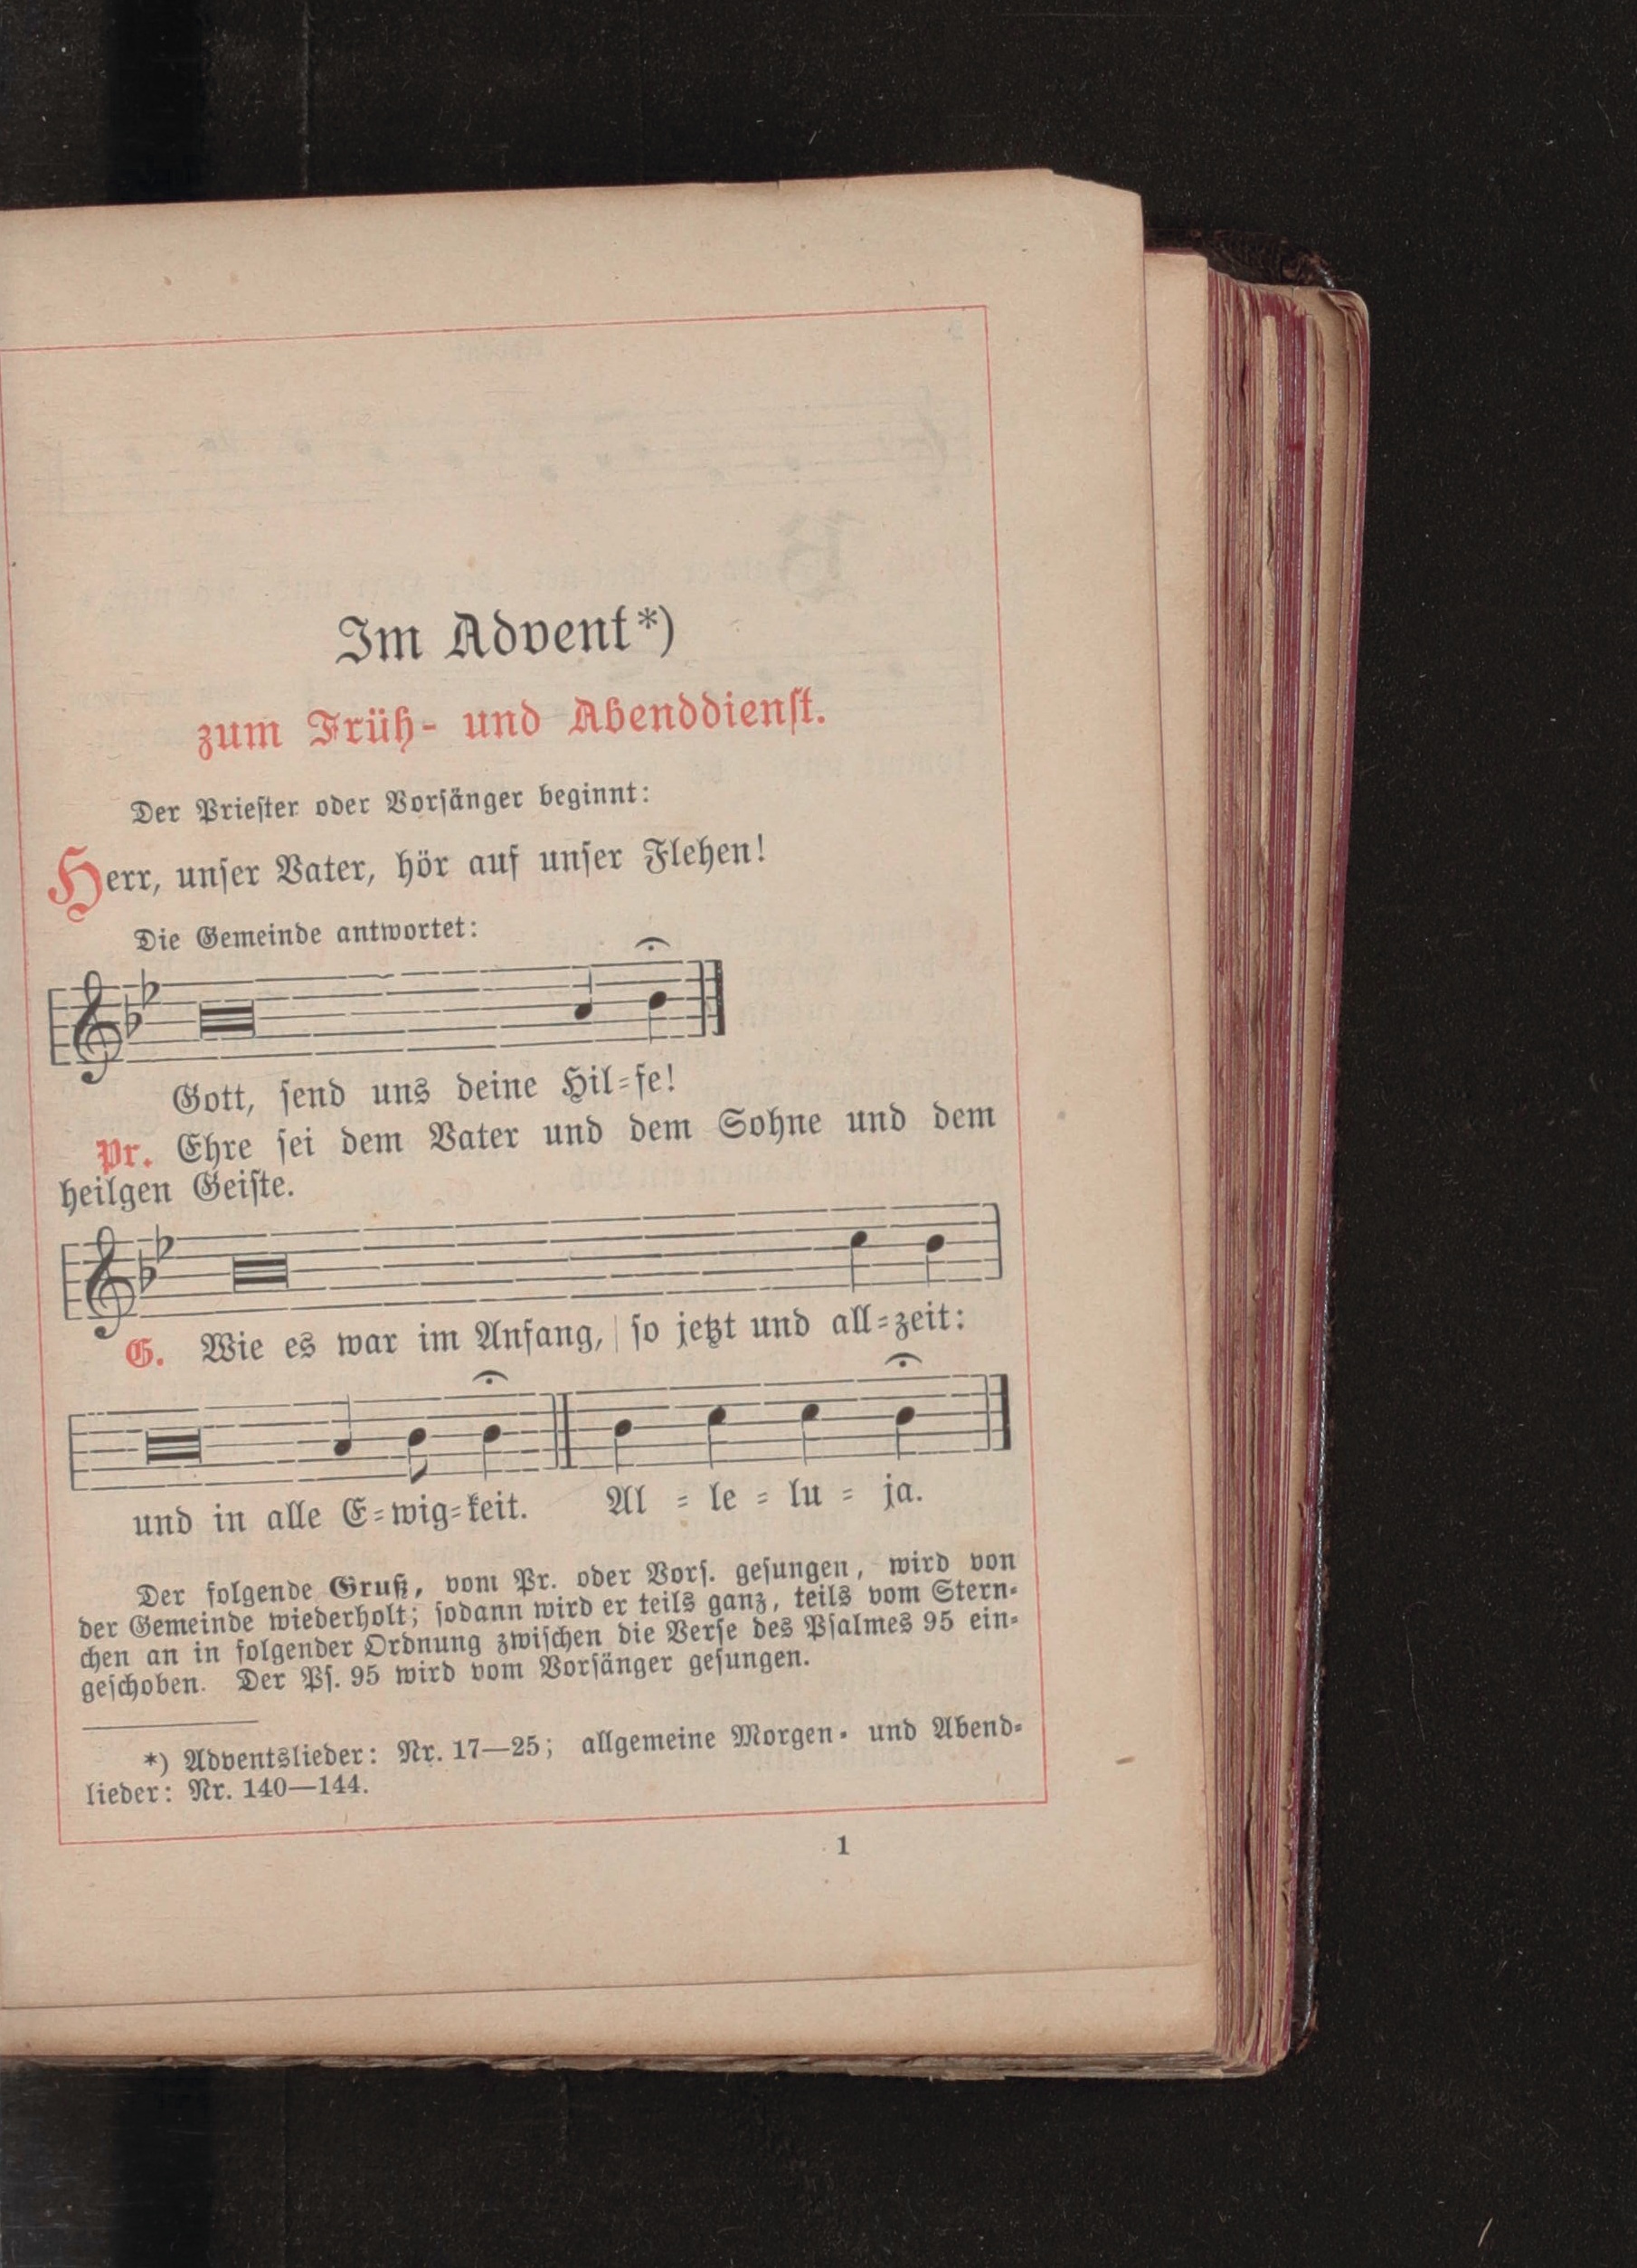 Im Advent*)
zum Früh- und Abenddienst.
Der Priester oder Vorsänger beginnt:
Herr, unser Vater, hör auf unser Flehen!
Die Gemeinde antwortet:
Gott, send uns deine Hil=fe!
Pr. Ehre sei dem Vater und dem Sohne und dem
heilgen Geiste.
G. Wie es war im Anfang, | so jetzt und all=zeit:
und in alle E=wig=keit. Al = le = lu = ja.
Der folgende Gruß, vom Pr. oder Vors. gesungen, wird von
der Gemeinde wiederholt; sodann wird er teils ganz, teils vom Stern=
chen an in folgender Ordnung zwischen die Verse des Psalmes 95 ein=
geschoben. Der Ps. 95 wird vom Vorsänger gesungen.
*) Adventslieder: Nr. 17—25; allgemeine Morgen- und Abend=
lieder: Nr. 140—144.
1